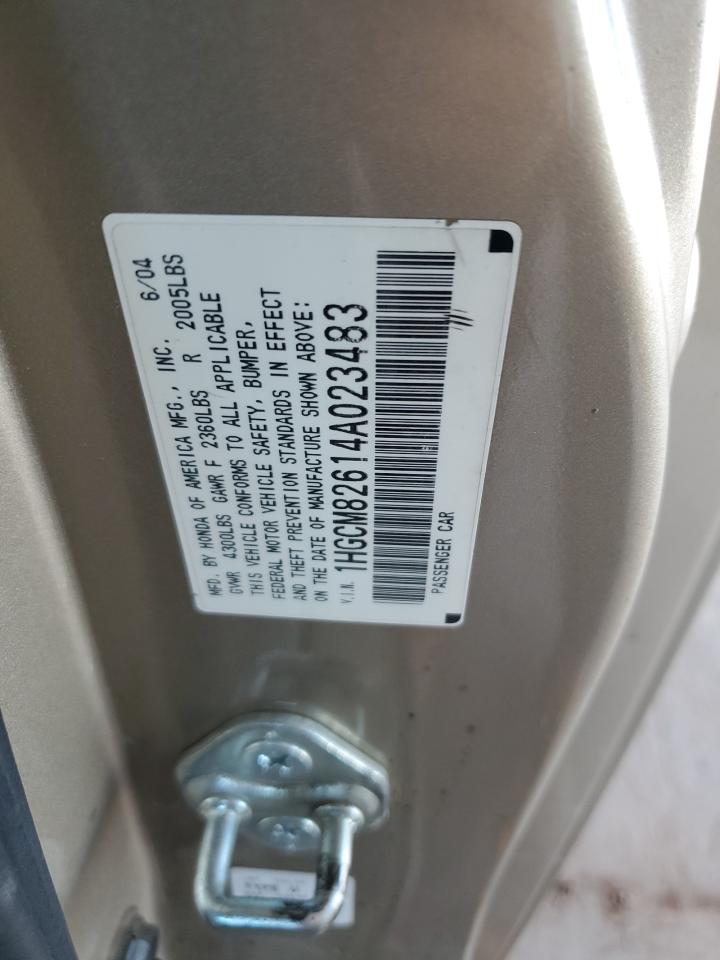 MFD. BY HONDA OF AMERICA MFG., INC. 6/04
GVWR 4300LBS GAWR F 2360LBS R 2005LBS
THIS VEHICLE CONFORMS TO ALL APPLICABLE
FEDERAL MOTOR VEHICLE SAFETY, BUMPER,
AND THEFT PREVENTION STANDARDS IN EFFECT
ON THE DATE OF MANUFACTURE SHOWN ABOVE:
V.I.N. 1HGCM82614A023483
PASSENGER CAR